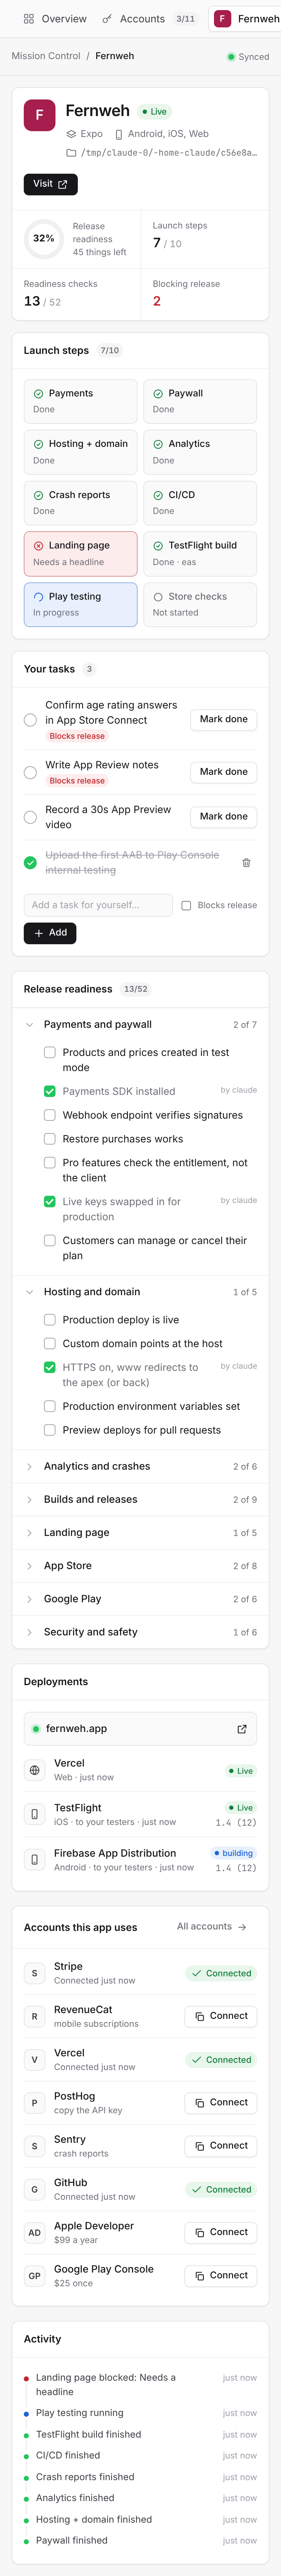 Overview
Accounts 3/11
F Fernweh
Mission Control / Fernweh
Synced
F
Fernweh
Live
Expo
Android, iOS, Web
/tmp/claude-0/-home-claude/c56e8a…
Visit
32%
Release
readiness
45 things left
Launch steps
7 / 10
Readiness checks
13 / 52
Blocking release
2
Launch steps 7/10
Payments
Done
Paywall
Done
Hosting + domain
Done
Analytics
Done
Crash reports
Done
CI/CD
Done
Landing page
Needs a headline
TestFlight build
Done · eas
Play testing
In progress
Store checks
Not started
Your tasks 3
Confirm age rating answers
in App Store Connect
Blocks release
Mark done
Write App Review notes
Blocks release
Mark done
Record a 30s App Preview
video
Mark done
Upload the first AAB to Play Console
internal testing
Add a task for yourself...
Blocks release
+ Add
Release readiness 13/52
Payments and paywall 2 of 7
Products and prices created in test
mode
Payments SDK installed by claude
Webhook endpoint verifies signatures
Restore purchases works
Pro features check the entitlement, not
the client
Live keys swapped in for by claude
production
Customers can manage or cancel their
plan
Hosting and domain 1 of 5
Production deploy is live
Custom domain points at the host
HTTPS on, www redirects to by claude
the apex (or back)
Production environment variables set
Preview deploys for pull requests
Analytics and crashes 2 of 6
Builds and releases 2 of 9
Landing page 1 of 5
App Store 2 of 8
Google Play 2 of 6
Security and safety 1 of 6
Deployments
fernweh.app
Vercel
Web · just now
Live
TestFlight
iOS · to your testers · just now
Live
1.4 (12)
Firebase App Distribution
Android · to your testers · just now
building
1.4 (12)
Accounts this app uses
All accounts
S
Stripe
Connected just now
Connected
R
RevenueCat
mobile subscriptions
Connect
V
Vercel
Connected just now
Connected
P
PostHog
copy the API key
Connect
S
Sentry
crash reports
Connect
G
GitHub
Connected just now
Connected
AD
Apple Developer
$99 a year
Connect
GP
Google Play Console
$25 once
Connect
Activity
Landing page blocked: Needs a just now
headline
Play testing running just now
TestFlight build finished just now
CI/CD finished just now
Crash reports finished just now
Analytics finished just now
Hosting + domain finished just now
Paywall finished just now